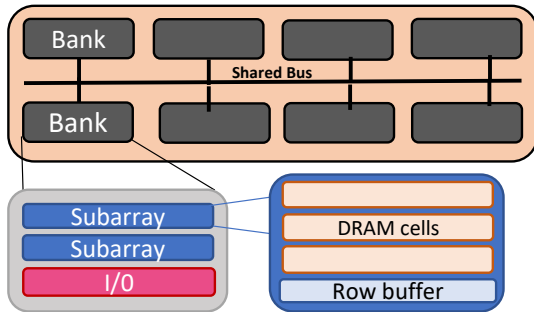 Bank
Shared Bus
Bank
Subarray
Subarray
I/0
DRAM cells
Row buffer